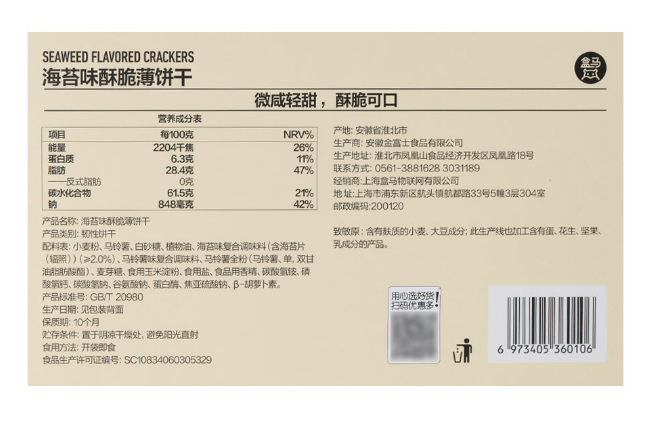 SEAWEED FLAVORED CRACKERS
海苔味酥脆薄饼干
盒马
微咸轻甜，酥脆可口
营养成分表
项目 每100克 NRV%
能量 2204千焦 26%
蛋白质 6.3克 11%
脂肪 28.4克 47%
——反式脂肪 0克
碳水化合物 61.5克 21%
钠 848毫克 42%
产品名称: 海苔味酥脆薄饼干
产品类别: 韧性饼干
配料表: 小麦粉、马铃薯、白砂糖、植物油、海苔味复合调味料 (含海苔片
(辐照) ) (≥2.0%) 、马铃薯味复合调味料、马铃薯全粉 (马铃薯, 单, 双甘
油脂肪酸酯) 、麦芽糖、食用玉米淀粉、食用盐、食品用香精、碳酸氢铵、磷
酸氢钙、碳酸氢钠、谷氨酸钠、蛋白酶、焦亚硫酸钠、β-胡萝卜素。
产品标准号: GB/T 20980
生产日期: 见包装背面
保质期: 10个月
贮存条件: 置于阴凉干燥处, 避免阳光直射
食用方法: 开袋即食
食品生产许可证编号: SC10834060305329
产地: 安徽省淮北市
生产商: 安徽金富士食品有限公司
生产地址: 淮北市凤凰山食品经济开发区凤凰路18号
联系方式: 0561-3881628 3031189
经销商:上海盒马物联网有限公司
地址:上海市浦东新区航头镇航都路33号5幢3层304室
邮政编码:200120
致敏原: 含有麸质的小麦, 大豆成分; 此生产线也加工含有蛋、花生、坚果、
乳成分的产品。
用心选好货!
扫码优惠多!
6 973405 360106